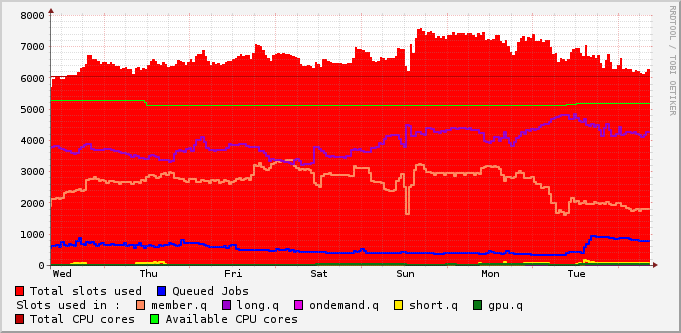 8000
7000
6000
5000
4000
3000
2000
1000
0
Wed Thu Fri Sat Sun Mon Tue
RRDTOOL / TOBI OETIKER
Total slots used Queued Jobs
Slots used in : member.q long.q ondemand.q short.q gpu.q
Total CPU cores Available CPU cores